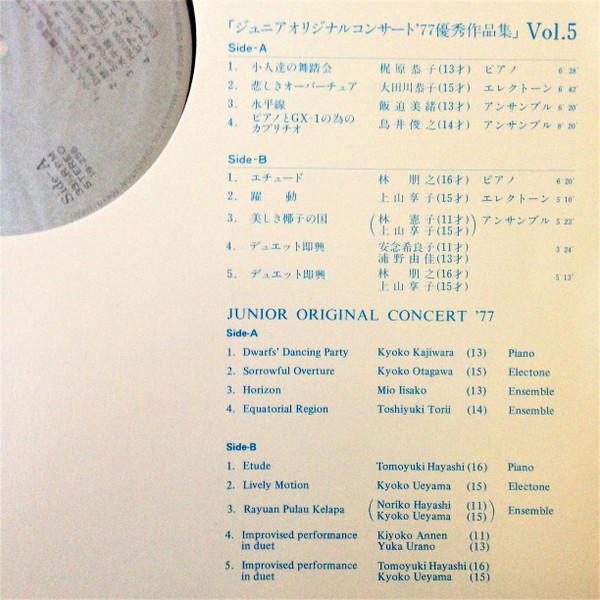 「ジュニアオリジナルコンサート'77優秀作品集」 Vol.5
Side-A
1. 小人達の舞踏会 梶原恭子(13才) ピアノ 6′28″
2. 悲しきオーバーチュア 大田川恭子(15才) エレクトーン 6′42″
3. 水平線 飯迫美緒(13才) アンサンブル 6′20″
4. ピアノとGX-1の為の
カプリチオ 鳥井俊之(14才) アンサンブル 8′20″
Side-B
1. エチュード 林 朋之(16才) ピアノ 6′20″
2. 躍動 上山享子(15才) エレクトーン 5′10″
3. 美しき椰子の国 (林 憲子(11才) アンサンブル 5′23″
上山享子(15才))
4. デュエット即興 安念希良子(11才) 3′24″
浦野由佳(13才)
5. デュエット即興 林 朋之(16才) 5′13″
上山享子(15才)
JUNIOR ORIGINAL CONCERT '77
Side-A
1. Dwarfs' Dancing Party Kyoko Kajiwara (13) Piano
2. Sorrowful Overture Kyoko Otagawa (15) Electone
3. Horizon Mio Iisako (13) Ensemble
4. Equatorial Region Toshiyuki Torii (14) Ensemble
Side-B
1. Etude Tomoyuki Hayashi (16) Piano
2. Lively Motion Kyoko Ueyama (15) Electone
3. Rayuan Pulau Kelapa (Noriko Hayashi (11) Ensemble
Kyoko Ueyama (15))
4. Improvised performance Kiyoko Annen (11)
in duet Yuka Urano (13)
5. Improvised performance Tomoyuki Hayashi (16)
in duet Kyoko Ueyama (15)
Side-A
33⅓RPM
STEREO